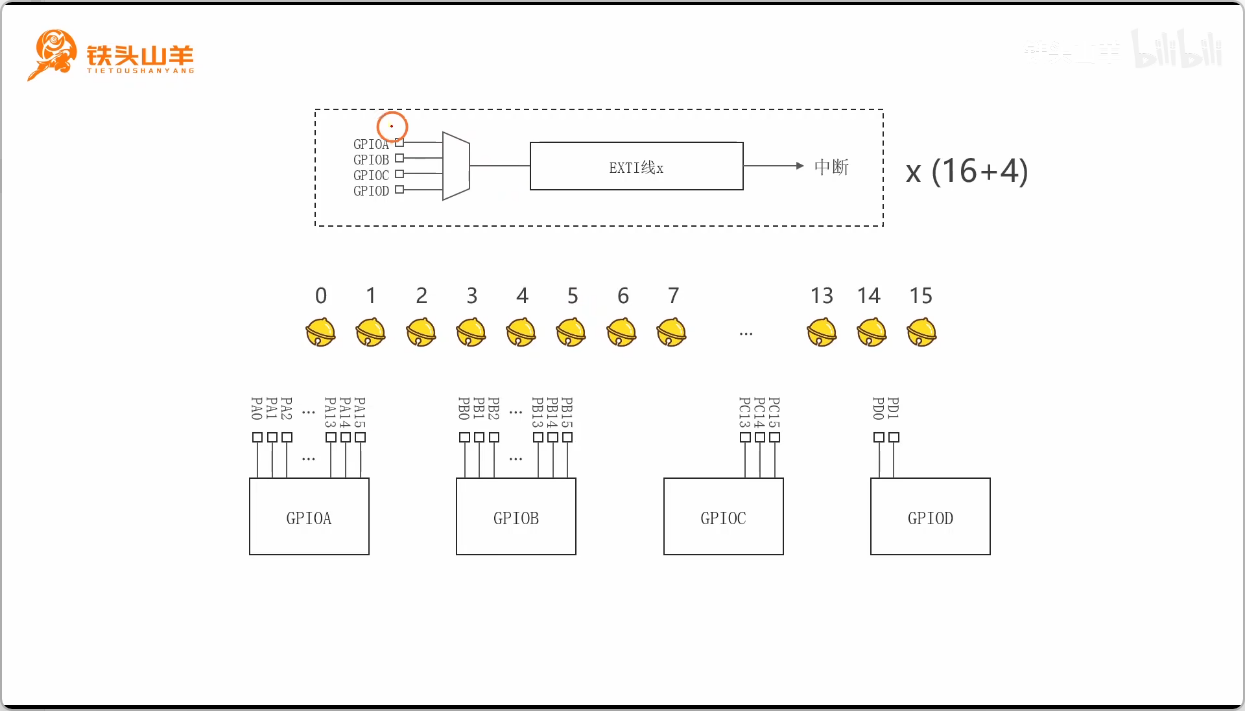 铁头山羊
TIETOUSHANYANG
bilibili
GPIOA
GPIOB
GPIOC
GPIOD
EXTI线x
中断
x (16+4)
0 1 2 3 4 5 6 7 13 14 15
...
PA0 PA1 PA2 ... PA13 PA14 PA15
PB0 PB1 PB2 ... PB13 PB14 PB15
PC13 PC14 PC15
PD0 PD1
...
...
GPIOA
GPIOB
GPIOC
GPIOD